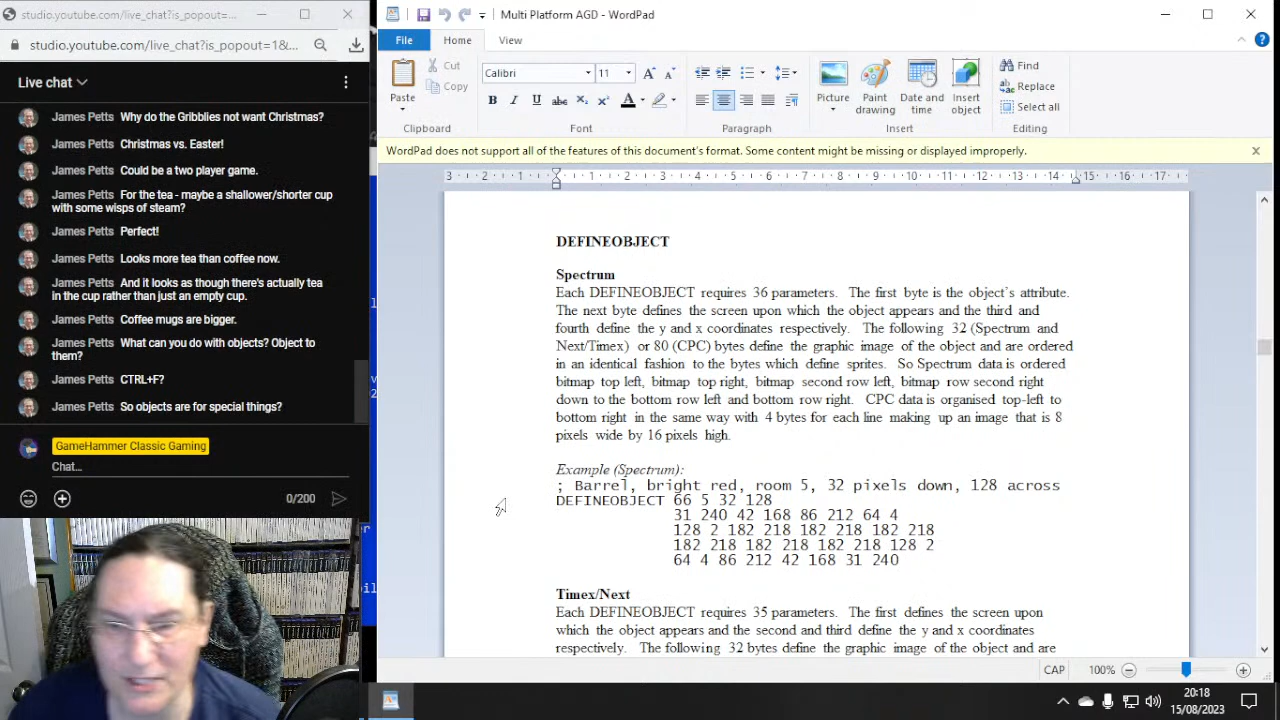 studio.youtube.com/live_chat?is_popout=...
studio.youtube.com/live_chat?is_popout=1&...
Live chat
James Petts Why do the Gribblies not want Christmas?
James Petts Christmas vs. Easter!
James Petts Could be a two player game.
James Petts For the tea - maybe a shallower/shorter cup
with some wisps of steam?
James Petts Perfect!
James Petts Looks more tea than coffee now.
James Petts And it looks as though there's actually tea
in the cup rather than just an empty cup.
James Petts Coffee mugs are bigger.
James Petts What can you do with objects? Object to
them?
James Petts CTRL+F?
James Petts So objects are for special things?
GameHammer Classic Gaming
Chat...
0/200
Multi Platform AGD - WordPad
File Home View
Paste Cut Copy
Clipboard
Calibri 11
Font
Paragraph
Picture
Paint drawing
Date and time
Insert object
Insert
Find
Replace
Select all
Editing
WordPad does not support all of the features of this document's format. Some content might be missing or displayed improperly.
3 2 1 1 2 3 4 5 6 7 8 9 10 11 12 13 14 15 16 17
DEFINEOBJECT
Spectrum
Each DEFINEOBJECT requires 36 parameters. The first byte is the object's attribute.
The next byte defines the screen upon which the object appears and the third and
fourth define the y and x coordinates respectively. The following 32 (Spectrum and
Next/Timex) or 80 (CPC) bytes define the graphic image of the object and are ordered
in an identical fashion to the bytes which define sprites. So Spectrum data is ordered
bitmap top left, bitmap top right, bitmap second row left, bitmap row second right
down to the bottom row left and bottom row right. CPC data is organised top-left to
bottom right in the same way with 4 bytes for each line making up an image that is 8
pixels wide by 16 pixels high.
Example (Spectrum):
; Barrel, bright red, room 5, 32 pixels down, 128 across
DEFINEOBJECT 66 5 32 128
31 240 42 168 86 212 64 4
128 2 182 218 182 218 182 218
182 218 182 218 182 218 128 2
64 4 86 212 42 168 31 240
Timex/Next
Each DEFINEOBJECT requires 35 parameters. The first defines the screen upon
which the object appears and the second and third define the y and x coordinates
respectively. The following 32 bytes define the graphic image of the object and are
CAP 100%
20:18
15/08/2023